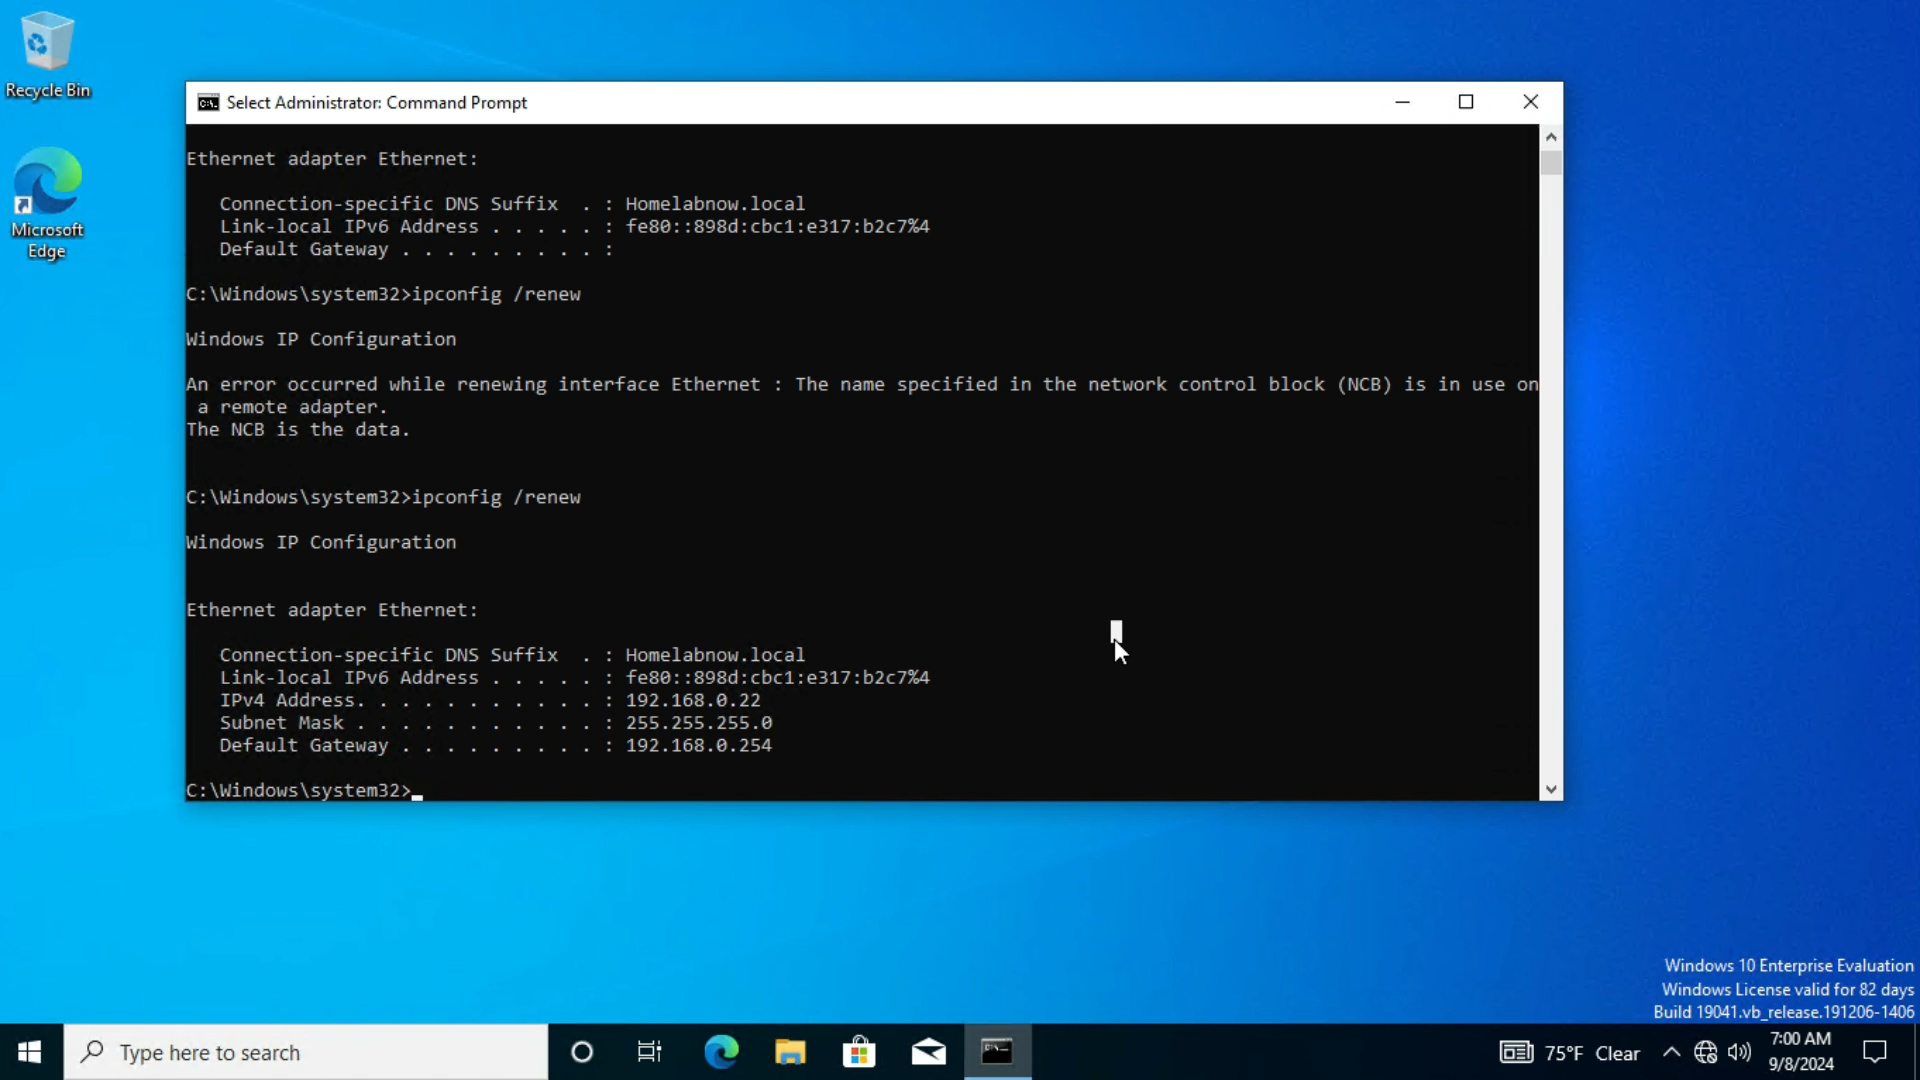 Recycle Bin
Microsoft
Edge
Select Administrator: Command Prompt
Ethernet adapter Ethernet:
Connection-specific DNS Suffix  . : Homelabnow.local
Link-local IPv6 Address . . . . . : fe80::898d:cbc1:e317:b2c7%4
Default Gateway . . . . . . . . . :
C:\Windows\system32>ipconfig /renew
Windows IP Configuration
An error occurred while renewing interface Ethernet : The name specified in the network control block (NCB) is in use on
a remote adapter.
The NCB is the data.
C:\Windows\system32>ipconfig /renew
Windows IP Configuration
Ethernet adapter Ethernet:
Connection-specific DNS Suffix  . : Homelabnow.local
Link-local IPv6 Address . . . . . : fe80::898d:cbc1:e317:b2c7%4
IPv4 Address. . . . . . . . . . . : 192.168.0.22
Subnet Mask . . . . . . . . . . . : 255.255.255.0
Default Gateway . . . . . . . . . : 192.168.0.254
C:\Windows\system32>
Windows 10 Enterprise Evaluation
Windows License valid for 82 days
Build 19041.vb_release.191206-1406
Type here to search
75°F Clear
7:00 AM
9/8/2024